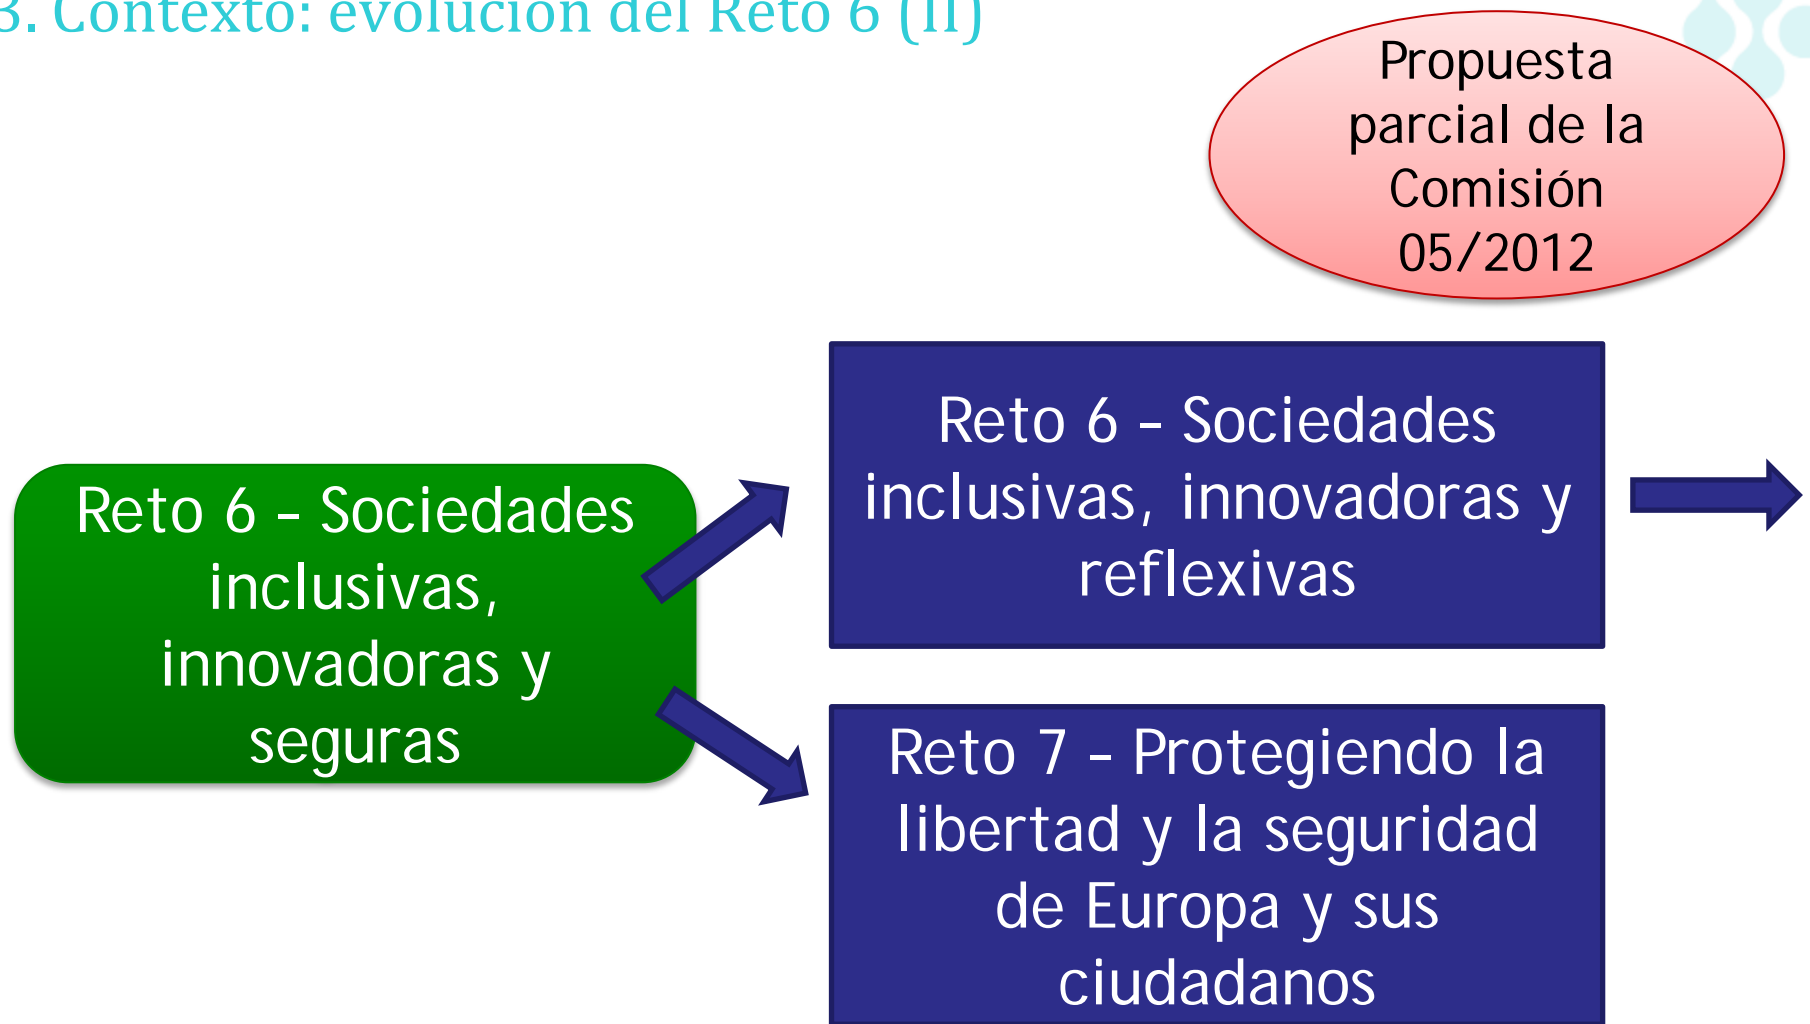 3. Contexto: evolución del Reto 6 (II)
Propuesta
parcial de la
Comisión
05/2012
Reto 6 – Sociedades
inclusivas, innovadoras y
reflexivas
Reto 6 – Sociedades
inclusivas,
innovadoras y
seguras
Reto 7 – Protegiendo la
libertad y la seguridad
de Europa y sus
ciudadanos